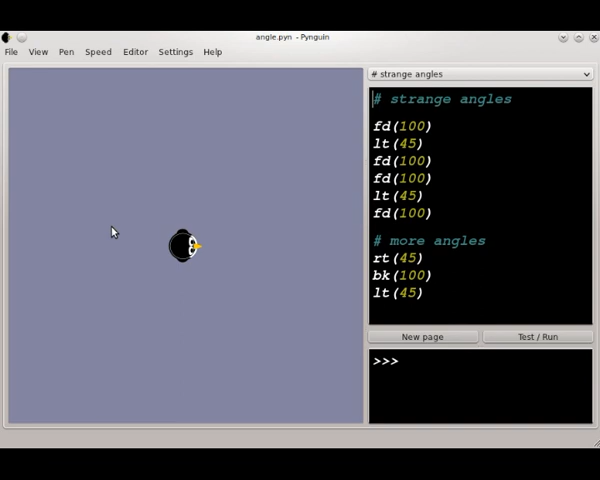 angle.pyn - Pynguin
File View Pen Speed Editor Settings Help
# strange angles
# strange angles
fd(100)
lt(45)
fd(100)
fd(100)
lt(45)
fd(100)
# more angles
rt(45)
bk(100)
lt(45)
New page Test / Run
>>>